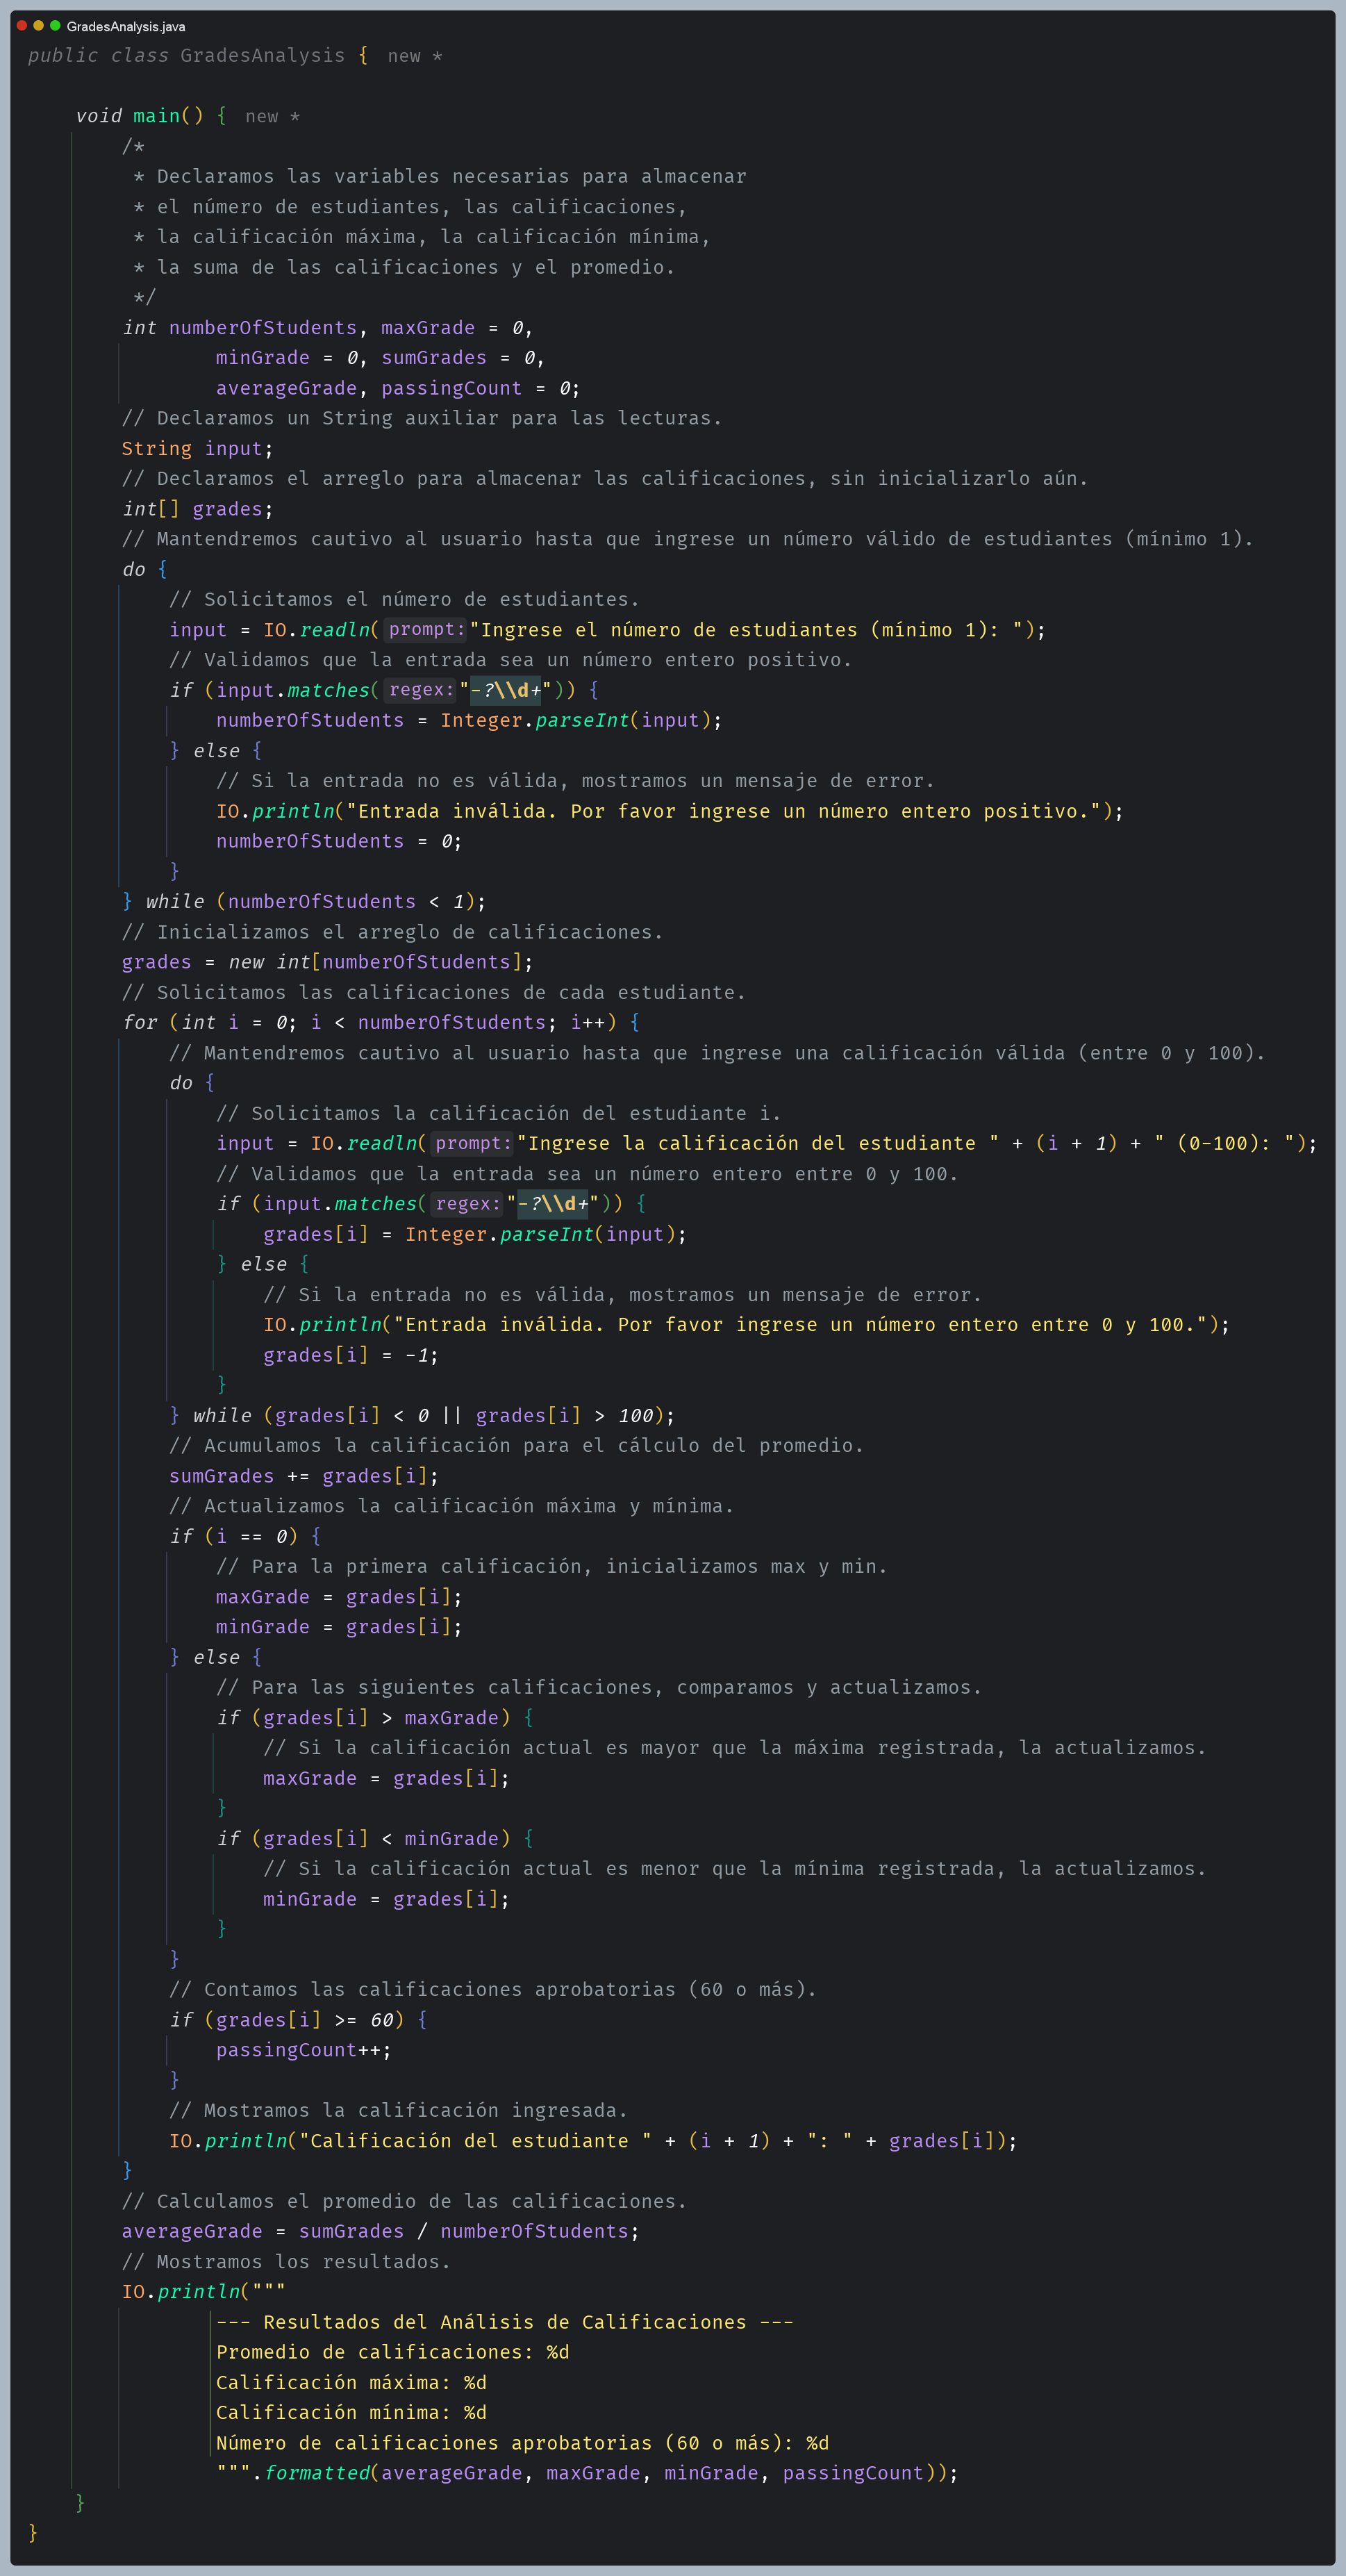 GradesAnalysis.java
public class GradesAnalysis { new *
void main() { new *
/*
* Declaramos las variables necesarias para almacenar
* el número de estudiantes, las calificaciones,
* la calificación máxima, la calificación mínima,
* la suma de las calificaciones y el promedio.
*/
int numberOfStudents, maxGrade = 0,
minGrade = 0, sumGrades = 0,
averageGrade, passingCount = 0;
// Declaramos un String auxiliar para las lecturas.
String input;
// Declaramos el arreglo para almacenar las calificaciones, sin inicializarlo aún.
int[] grades;
// Mantendremos cautivo al usuario hasta que ingrese un número válido de estudiantes (mínimo 1).
do {
// Solicitamos el número de estudiantes.
input = IO.readln( prompt: "Ingrese el número de estudiantes (mínimo 1): ");
// Validamos que la entrada sea un número entero positivo.
if (input.matches( regex: "-?\\d+")) {
numberOfStudents = Integer.parseInt(input);
} else {
// Si la entrada no es válida, mostramos un mensaje de error.
IO.println("Entrada inválida. Por favor ingrese un número entero positivo.");
numberOfStudents = 0;
}
} while (numberOfStudents < 1);
// Inicializamos el arreglo de calificaciones.
grades = new int[numberOfStudents];
// Solicitamos las calificaciones de cada estudiante.
for (int i = 0; i < numberOfStudents; i++) {
// Mantendremos cautivo al usuario hasta que ingrese una calificación válida (entre 0 y 100).
do {
// Solicitamos la calificación del estudiante i.
input = IO.readln( prompt: "Ingrese la calificación del estudiante " + (i + 1) + " (0-100): ");
// Validamos que la entrada sea un número entero entre 0 y 100.
if (input.matches( regex: "-?\\d+")) {
grades[i] = Integer.parseInt(input);
} else {
// Si la entrada no es válida, mostramos un mensaje de error.
IO.println("Entrada inválida. Por favor ingrese un número entero entre 0 y 100.");
grades[i] = -1;
}
} while (grades[i] < 0 || grades[i] > 100);
// Acumulamos la calificación para el cálculo del promedio.
sumGrades += grades[i];
// Actualizamos la calificación máxima y mínima.
if (i == 0) {
// Para la primera calificación, inicializamos max y min.
maxGrade = grades[i];
minGrade = grades[i];
} else {
// Para las siguientes calificaciones, comparamos y actualizamos.
if (grades[i] > maxGrade) {
// Si la calificación actual es mayor que la máxima registrada, la actualizamos.
maxGrade = grades[i];
}
if (grades[i] < minGrade) {
// Si la calificación actual es menor que la mínima registrada, la actualizamos.
minGrade = grades[i];
}
}
// Contamos las calificaciones aprobatorias (60 o más).
if (grades[i] >= 60) {
passingCount++;
}
// Mostramos la calificación ingresada.
IO.println("Calificación del estudiante " + (i + 1) + ": " + grades[i]);
}
// Calculamos el promedio de las calificaciones.
averageGrade = sumGrades / numberOfStudents;
// Mostramos los resultados.
IO.println("""
--- Resultados del Análisis de Calificaciones ---
Promedio de calificaciones: %d
Calificación máxima: %d
Calificación mínima: %d
Número de calificaciones aprobatorias (60 o más): %d
""".formatted(averageGrade, maxGrade, minGrade, passingCount));
}
}